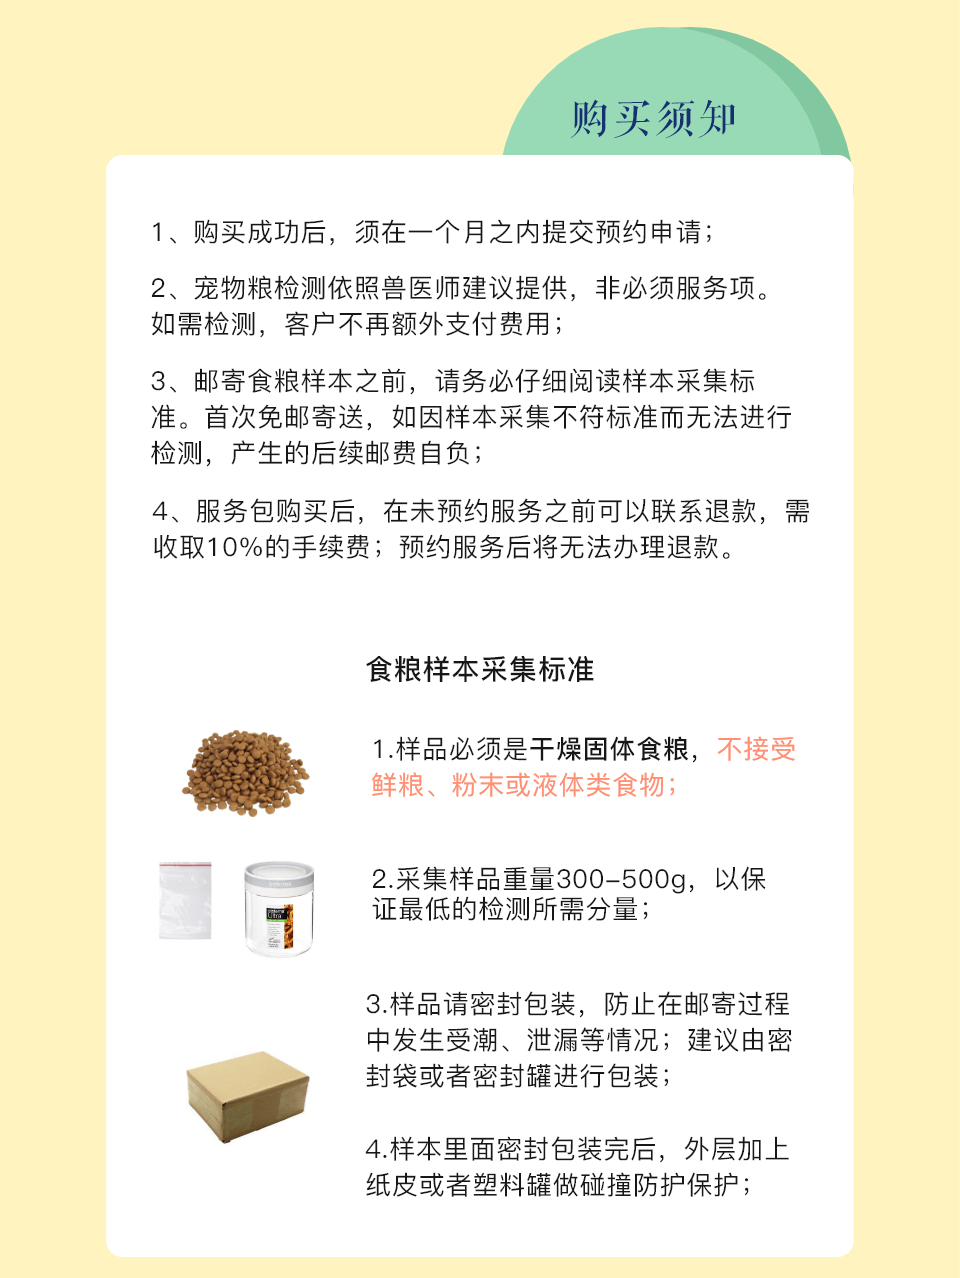 购买须知
1、购买成功后，须在一个月之内提交预约申请；
2、宠物粮检测依照兽医师建议提供，非必须服务项。
如需检测，客户不再额外支付费用；
3、邮寄食粮样本之前，请务必仔细阅读样本采集标
准。首次免邮寄送，如因样本采集不符标准而无法进行
检测，产生的后续邮费自负；
4、服务包购买后，在未预约服务之前可以联系退款，需
收取10%的手续费；预约服务后将无法办理退款。
食粮样本采集标准
1.样品必须是干燥固体食粮，不接受
鲜粮、粉末或液体类食物；
2.采集样品重量300-500g，以保
证最低的检测所需分量；
Ultra
3.样品请密封包装，防止在邮寄过程
中发生受潮、泄漏等情况；建议由密
封袋或者密封罐进行包装；
4.样本里面密封包装完后，外层加上
纸皮或者塑料罐做碰撞防护保护；